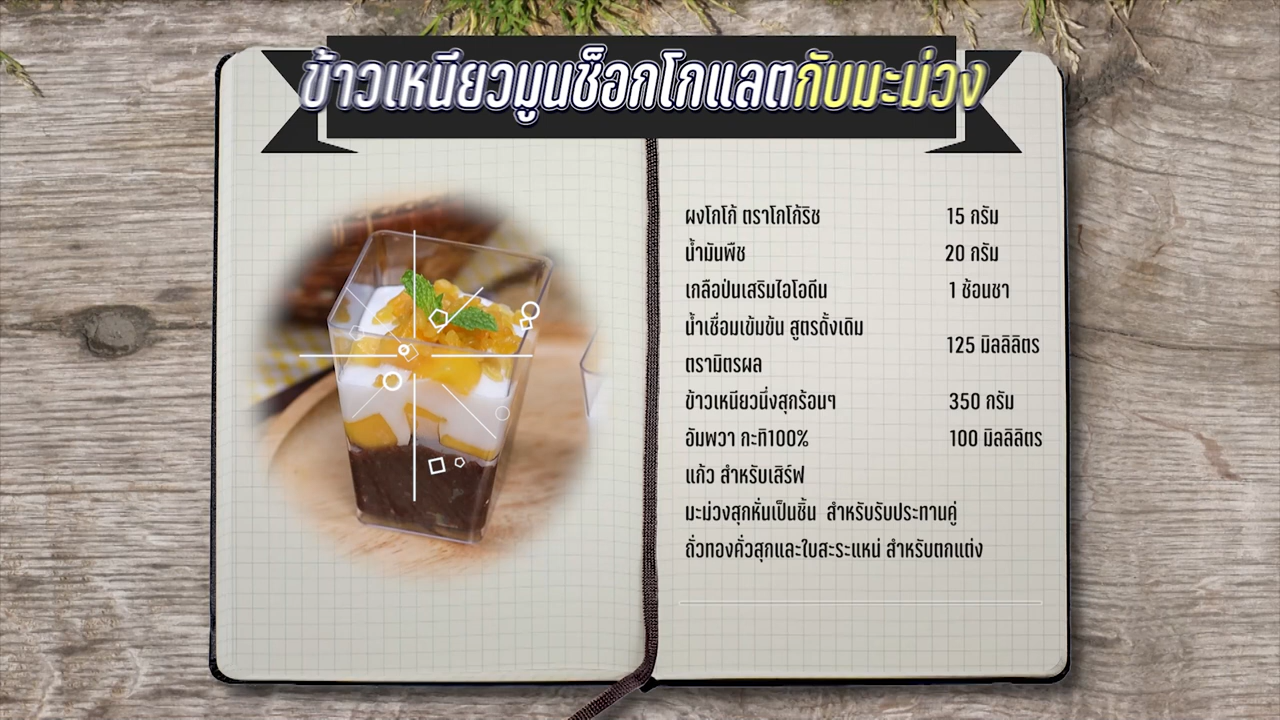 ข้าวเหนียวมูนช็อกโกแลตกับมะม่วง
ผงโกโก้ ตราโกโก้ริช 15 กรัม
น้ำมันพืช 20 กรัม
เกลือป่นเสริมไอโอดีน 1 ช้อนชา
น้ำเชื่อมเข้มข้น สูตรดั้งเดิม
ตรามิตรผล 125 มิลลิลิตร
ข้าวเหนียวนึ่งสุกร้อนๆ 350 กรัม
อัมพวา กะทิ100% 100 มิลลิลิตร
แก้ว สำหรับเสิร์ฟ
มะม่วงสุกหั่นเป็นชิ้น สำหรับรับประทานคู่
ถั่วทองคั่วสุกและใบสะระแหน่ สำหรับตกแต่ง